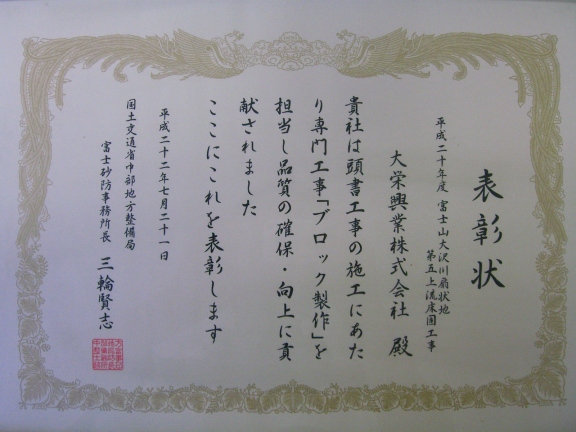 表彰状
平成二十年度 富士山大沢川扇状地
第五上流床固工事
大栄興業株式会社 殿
貴社は頭書工事の施工にあた
り専門工事「ブロック製作」を
担当し品質の確保・向上に貢
献されました
ここにこれを表彰します
平成二十二年七月二十一日
国土交通省中部地方整備局
富士砂防事務所長 三輪賢志